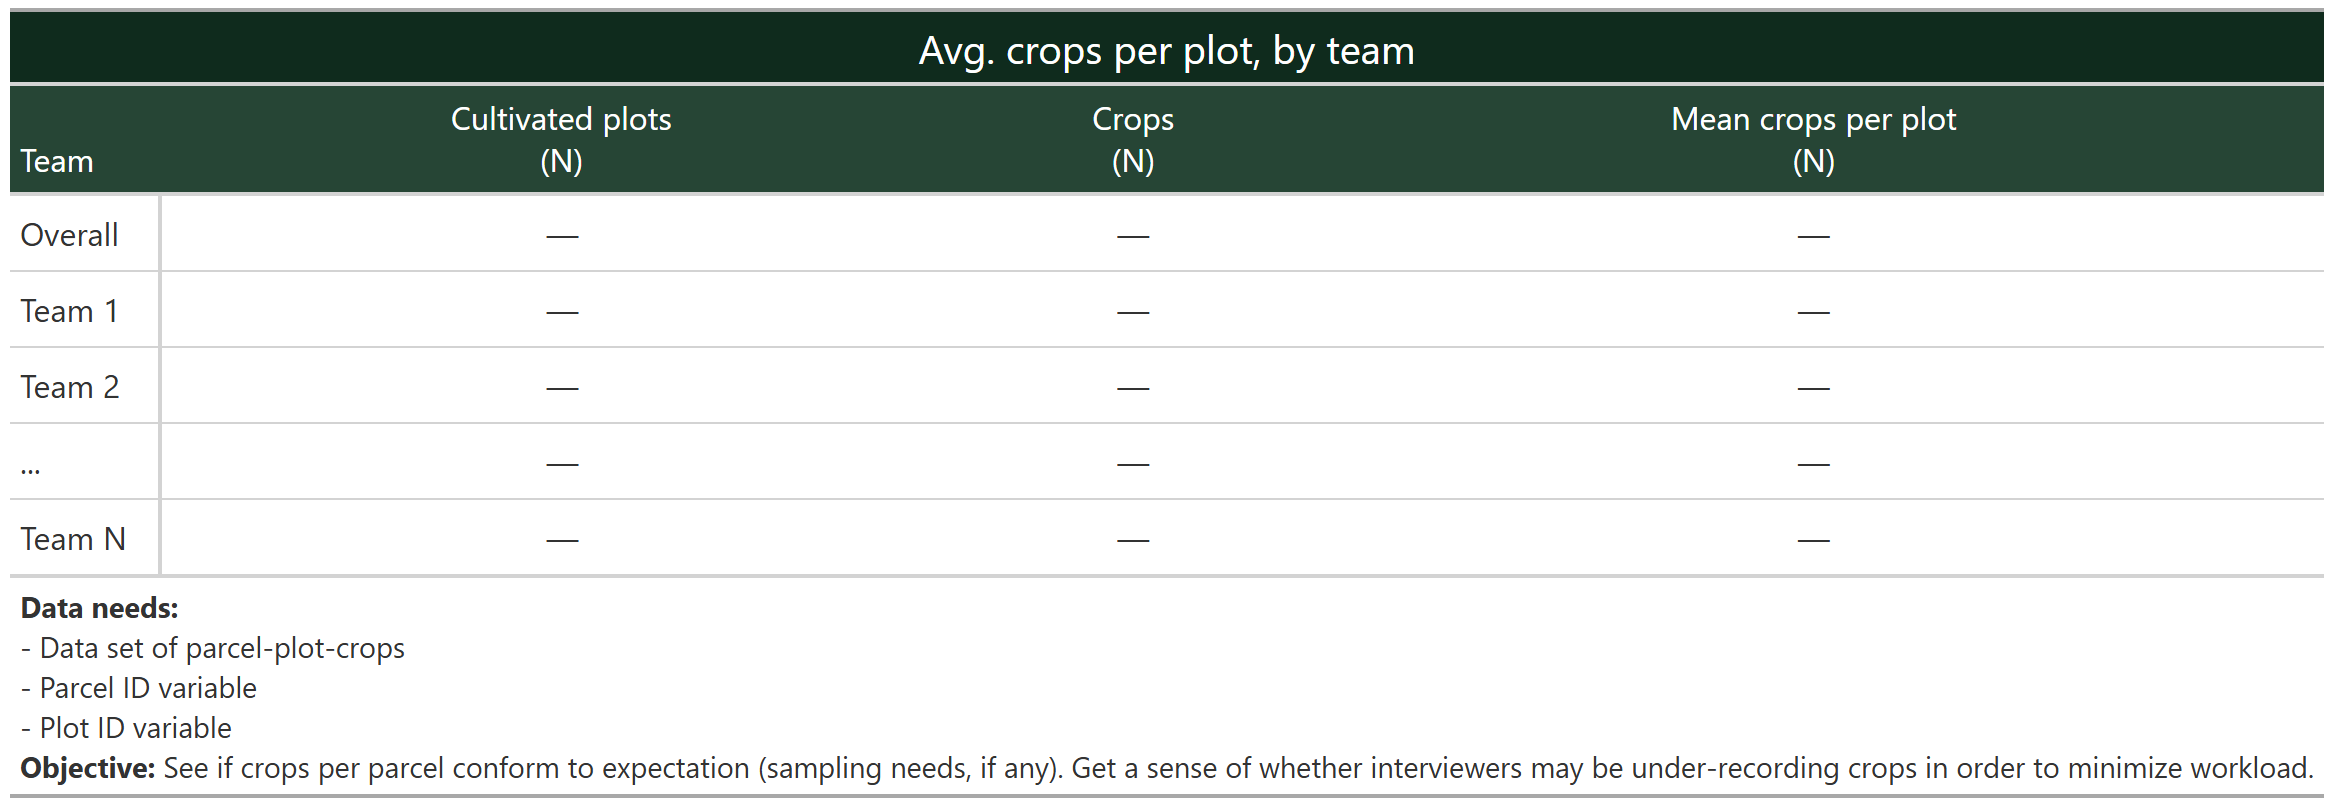 Avg. crops per plot, by team
Team
Cultivated plots
(N)
Crops
(N)
Mean crops per plot
(N)
Overall — — —
Team 1 — — —
Team 2 — — —
... — — —
Team N — — —
Data needs:
- Data set of parcel-plot-crops
- Parcel ID variable
- Plot ID variable
Objective: See if crops per parcel conform to expectation (sampling needs, if any). Get a sense of whether interviewers may be under-recording crops in order to minimize workload.